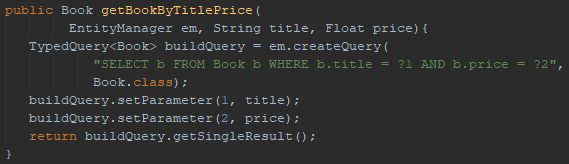 public Book getBookByTitlePrice(
EntityManager em, String title, Float price){
TypedQuery<Book> buildQuery = em.createQuery(
"SELECT b FROM Book b WHERE b.title = ?1 AND b.price = ?2",
Book.class);
buildQuery.setParameter(1, title);
buildQuery.setParameter(2, price);
return buildQuery.getSingleResult();
}